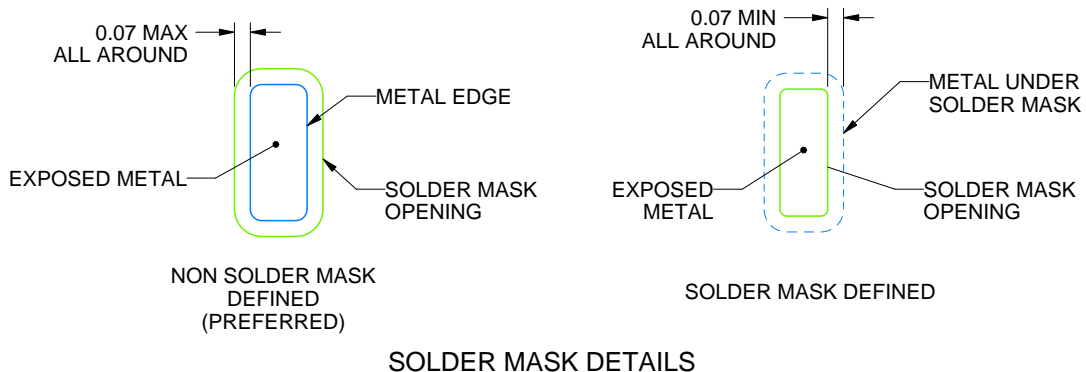 0.07 MAX
ALL AROUND
METAL EDGE
EXPOSED METAL
SOLDER MASK
OPENING
NON SOLDER MASK
DEFINED
(PREFERRED)
0.07 MIN
ALL AROUND
METAL UNDER
SOLDER MASK
EXPOSED
METAL
SOLDER MASK
OPENING
SOLDER MASK DEFINED
SOLDER MASK DETAILS